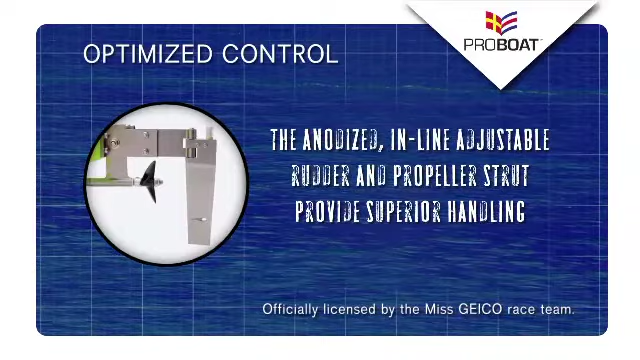 PROBOAT
OPTIMIZED CONTROL
THE ANODIZED, IN-LINE ADJUSTABLE
RUDDER AND PROPELLER STRUT
PROVIDE SUPERIOR HANDLING
Officially licensed by the Miss GEICO race team.